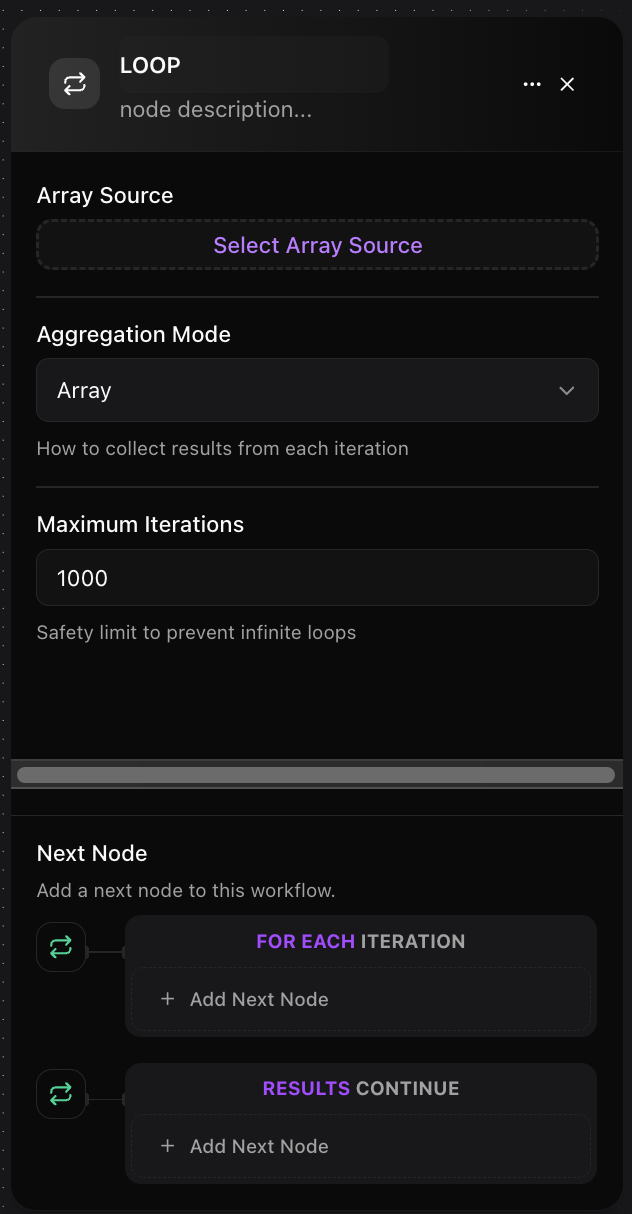 LOOP
node description...
Array Source
Select Array Source
Aggregation Mode
Array
How to collect results from each iteration
Maximum Iterations
1000
Safety limit to prevent infinite loops
Next Node
Add a next node to this workflow.
FOR EACH ITERATION
+ Add Next Node
RESULTS CONTINUE
+ Add Next Node